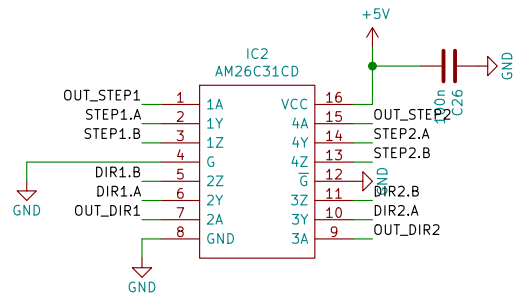 +5V
IC2
AM26C31CD
GND
100n
C26
OUT_STEP1 1 1A VCC 16
STEP1.A 2 1Y 4A 15 OUT_STEP2
STEP1.B 3 1Z 4Y 14 STEP2.A
4 G 4Z 13 STEP2.B
DIR1.B 5 2Z G 12 GND
DIR1.A 6 2Y 3Z 11 DIR2.B
OUT_DIR1 7 2A 3Y 10 DIR2.A
8 GND 3A 9 OUT_DIR2
GND
GND